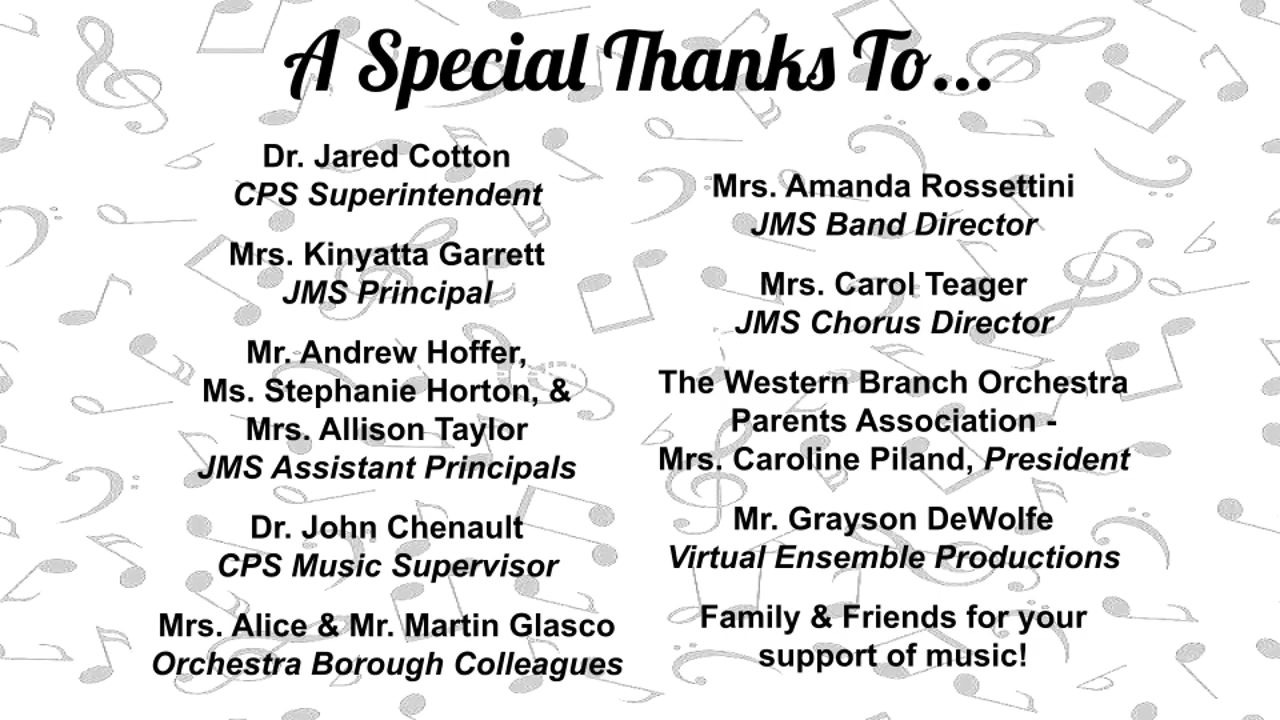 A Special Thanks To...
Dr. Jared Cotton
CPS Superintendent
Mrs. Kinyatta Garrett
JMS Principal
Mr. Andrew Hoffer,
Ms. Stephanie Horton, &
Mrs. Allison Taylor
JMS Assistant Principals
Dr. John Chenault
CPS Music Supervisor
Mrs. Alice & Mr. Martin Glasco
Orchestra Borough Colleagues
Mrs. Amanda Rossettini
JMS Band Director
Mrs. Carol Teager
JMS Chorus Director
The Western Branch Orchestra
Parents Association -
Mrs. Caroline Piland, President
Mr. Grayson DeWolfe
Virtual Ensemble Productions
Family & Friends for your
support of music!